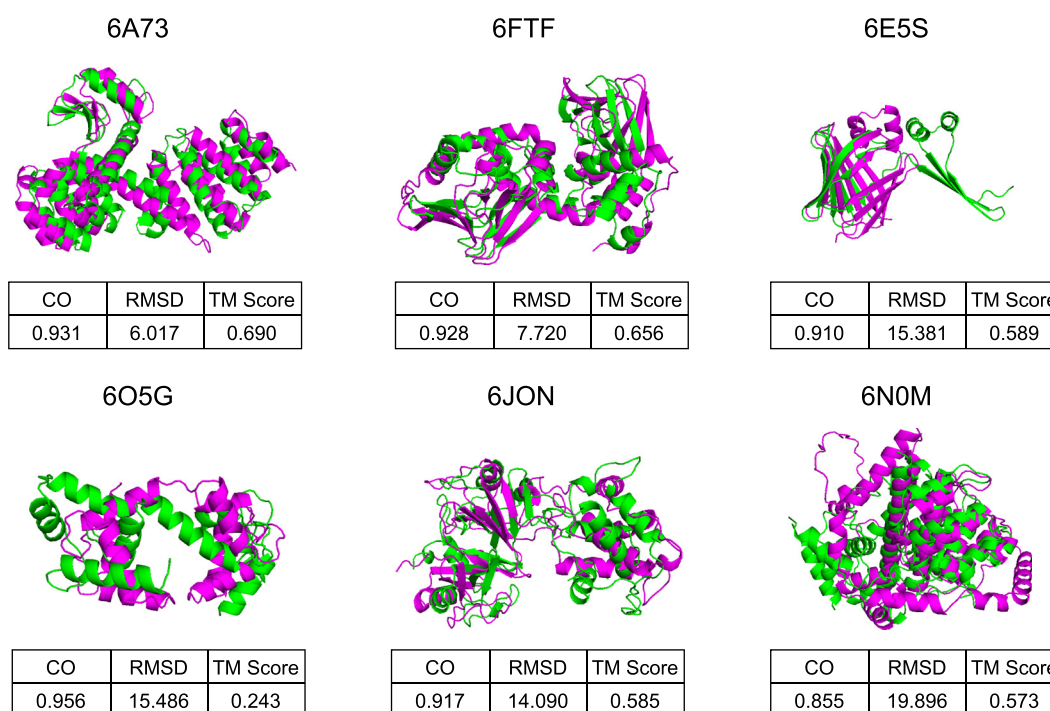 6A73 6FTF 6E5S
CO RMSD TM Score CO RMSD TM Score CO RMSD TM Score
0.931 6.017 0.690 0.928 7.720 0.656 0.910 15.381 0.589
6O5G 6JON 6N0M
CO RMSD TM Score CO RMSD TM Score CO RMSD TM Score
0.956 15.486 0.243 0.917 14.090 0.585 0.855 19.896 0.573